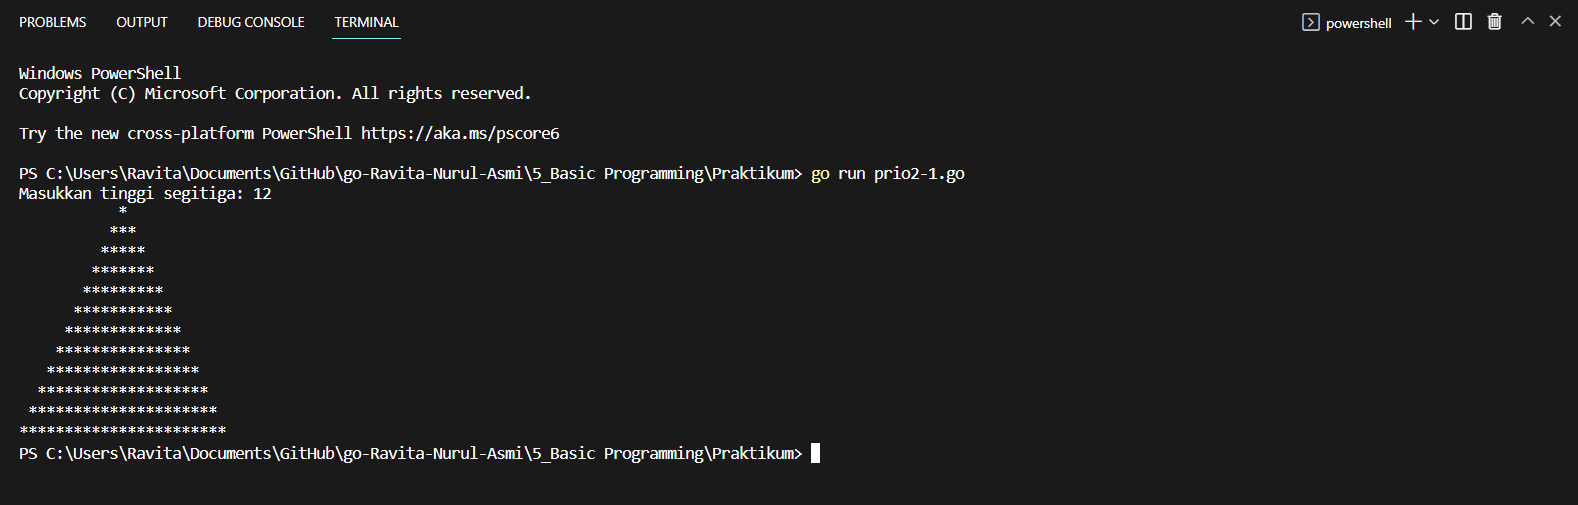 PROBLEMS OUTPUT DEBUG CONSOLE TERMINAL powershell
Windows PowerShell
Copyright (C) Microsoft Corporation. All rights reserved.
Try the new cross-platform PowerShell https://aka.ms/pscore6
PS C:\Users\Ravita\Documents\GitHub\go-Ravita-Nurul-Asmi\5_Basic Programming\Praktikum> go run prio2-1.go
Masukkan tinggi segitiga: 12
           *
          ***
         *****
        *******
       *********
      ***********
     *************
    ***************
   *****************
  *******************
 *********************
***********************
PS C:\Users\Ravita\Documents\GitHub\go-Ravita-Nurul-Asmi\5_Basic Programming\Praktikum>